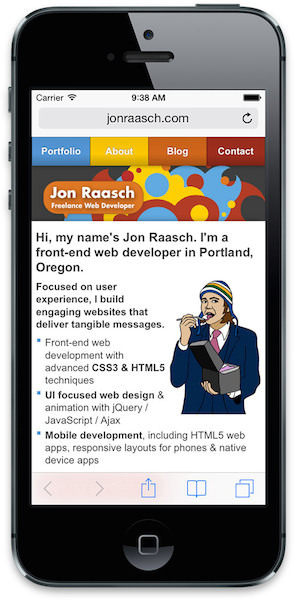 Carrier 9:38 AM
jonraasch.com
Portfolio About Blog Contact
Jon Raasch
Freelance Web Developer
Hi, my name's Jon Raasch. I'm a
front-end web developer in Portland,
Oregon.
Focused on user
experience, I build
engaging websites that
deliver tangible messages.
Front-end web
development with
advanced CSS3 & HTML5
techniques
UI focused web design &
animation with jQuery /
JavaScript / Ajax
Mobile development, including HTML5 web
apps, responsive layouts for phones & native
device apps